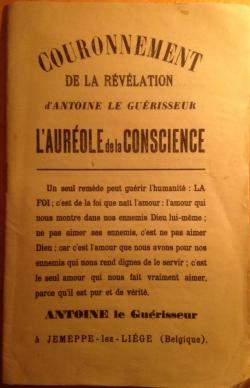 COURONNEMENT
DE LA RÉVÉLATION
d'ANTOINE LE GUÉRISSEUR
L'AURÉOLE de la CONSCIENCE
Un seul remède peut guérir l'humanité : LA
FOI ; c'est de la foi que naît l'amour : l'amour qui
nous montre dans nos ennemis Dieu lui-même ;
ne pas aimer ses ennemis, c'est ne pas aimer
Dieu ; car c'est l'amour que nous avons pour nos
ennemis qui nous rend dignes de le servir ; c'est
le seul amour qui nous fait vraiment aimer,
parce qu'il est pur et de vérité.
ANTOINE le Guérisseur
à JEMEPPE-lez-LIÉGE (Belgique).